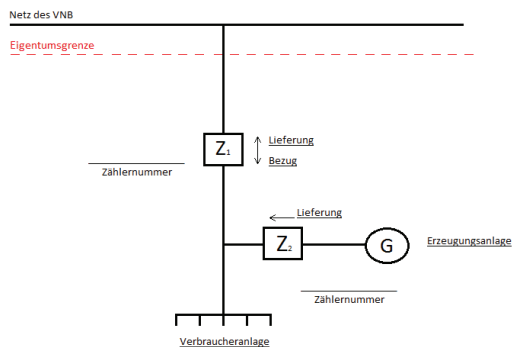 Netz des VNB
Eigentumsgrenze
Z1
Lieferung
Bezug
Zählernummer
Lieferung
Z2
G
Erzeugungsanlage
Zählernummer
Verbraucheranlage